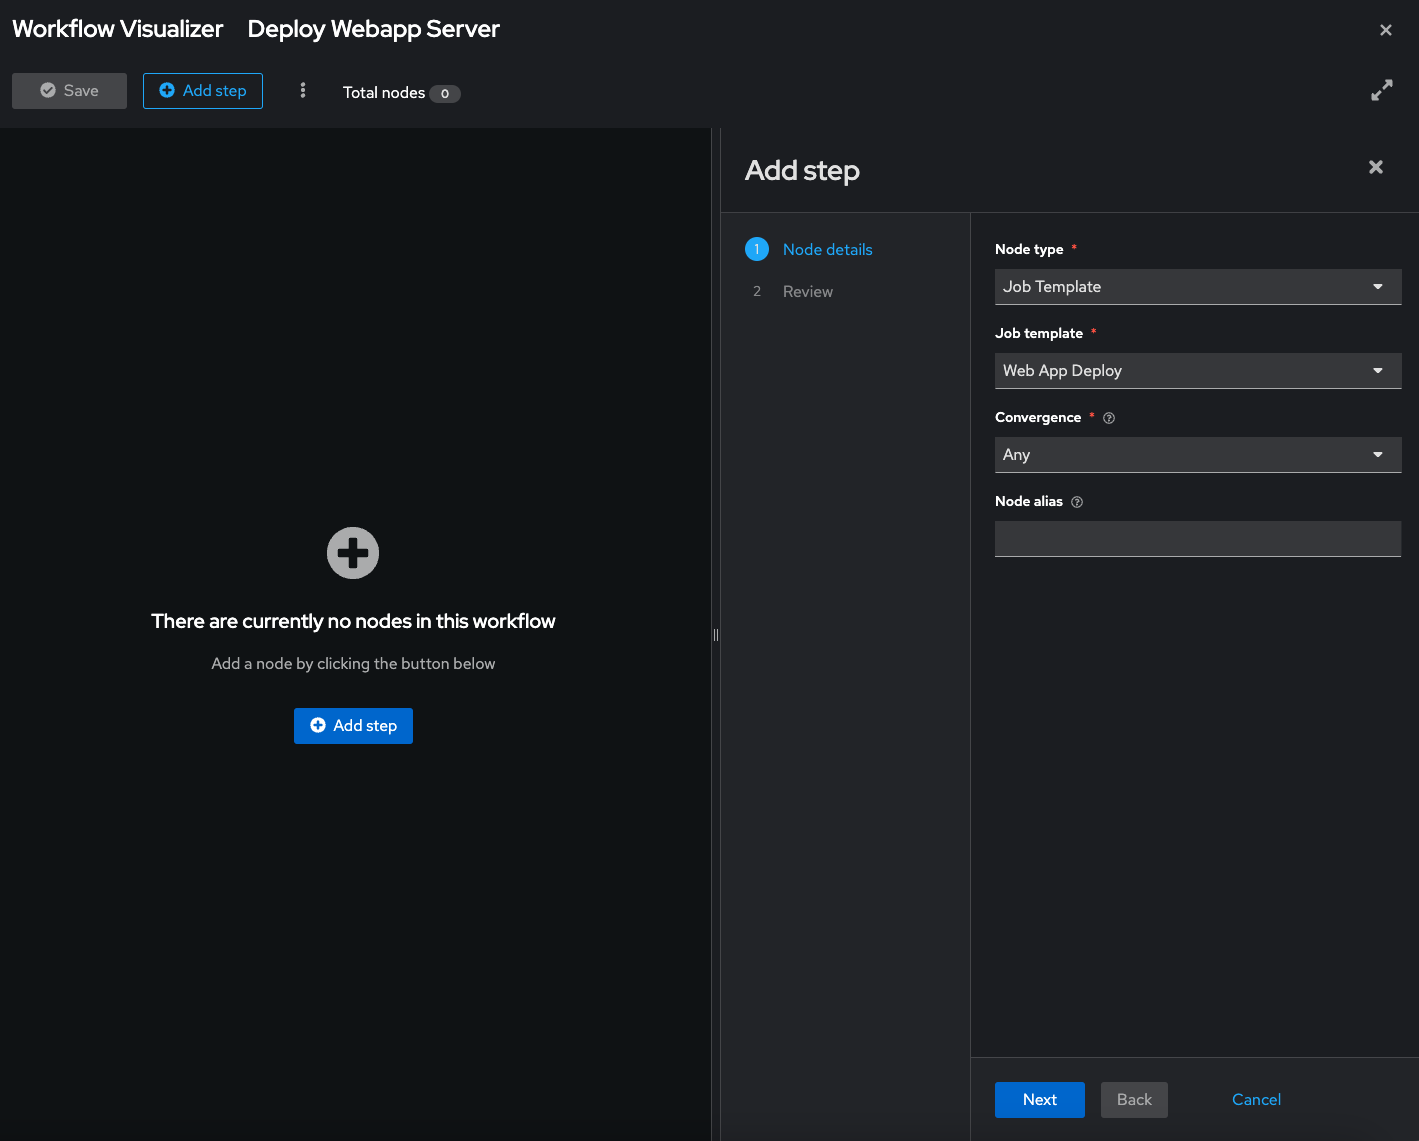 Workflow Visualizer Deploy Webapp Server
Save
Add step
Total nodes 0
There are currently no nodes in this workflow
Add a node by clicking the button below
Add step
Add step
1 Node details
2 Review
Node type *
Job Template
Job template *
Web App Deploy
Convergence *
Any
Node alias
Next
Back
Cancel